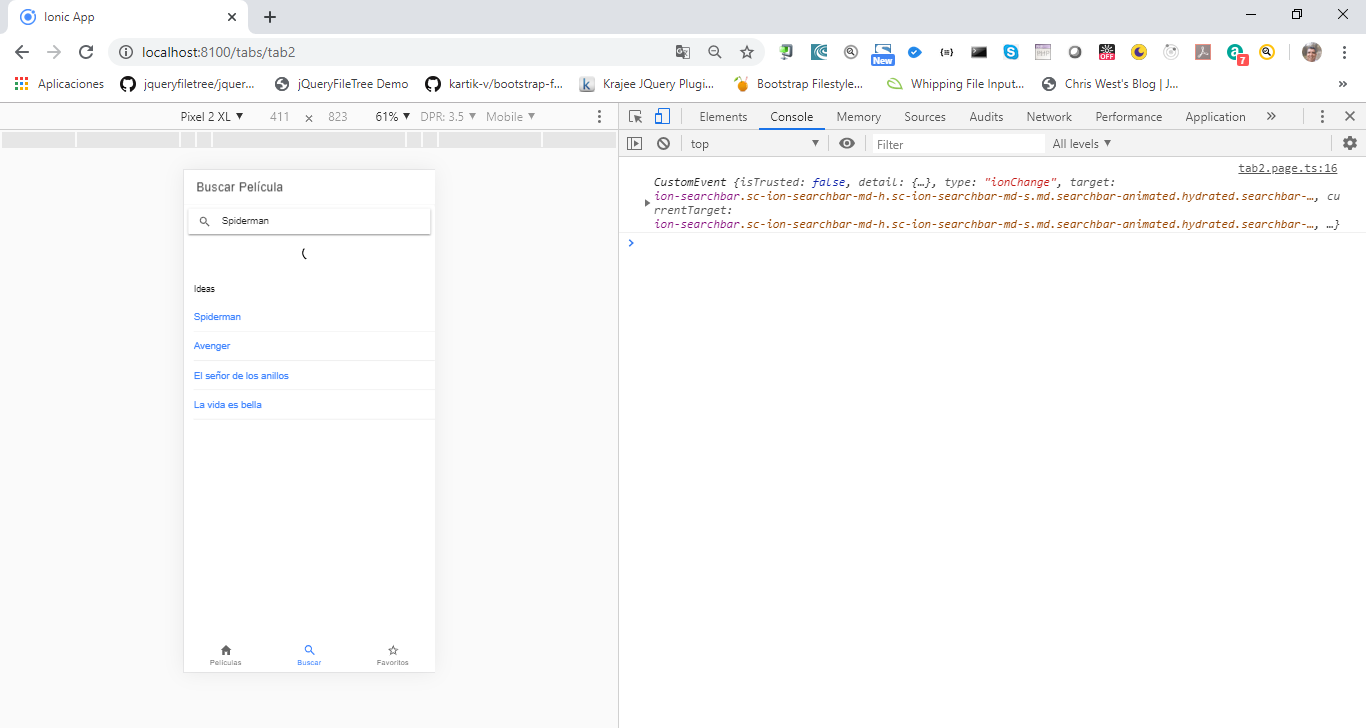 Ionic App
localhost:8100/tabs/tab2
New
OFF
7
Aplicaciones
jqueryfiletree/jquer...
jQueryFileTree Demo
kartik-v/bootstrap-f...
Krajee JQuery Plugi...
Bootstrap Filestyle...
Whipping File Input...
Chris West's Blog | J...
Pixel 2 XL ▼ 411 × 823 61% ▼ DPR: 3.5 ▼ Mobile ▼
Elements Console Memory Sources Audits Network Performance Application
top
Filter
All levels ▼
Buscar Película
Spiderman
Ideas
Spiderman
Avenger
El señor de los anillos
La vida es bella
Películas
Buscar
Favoritos
tab2.page.ts:16
CustomEvent {isTrusted: false, detail: {…}, type: "ionChange", target:
ion-searchbar.sc-ion-searchbar-md-h.sc-ion-searchbar-md-s.md.searchbar-animated.hydrated.searchbar-…, cu
rrentTarget:
ion-searchbar.sc-ion-searchbar-md-h.sc-ion-searchbar-md-s.md.searchbar-animated.hydrated.searchbar-…, …}